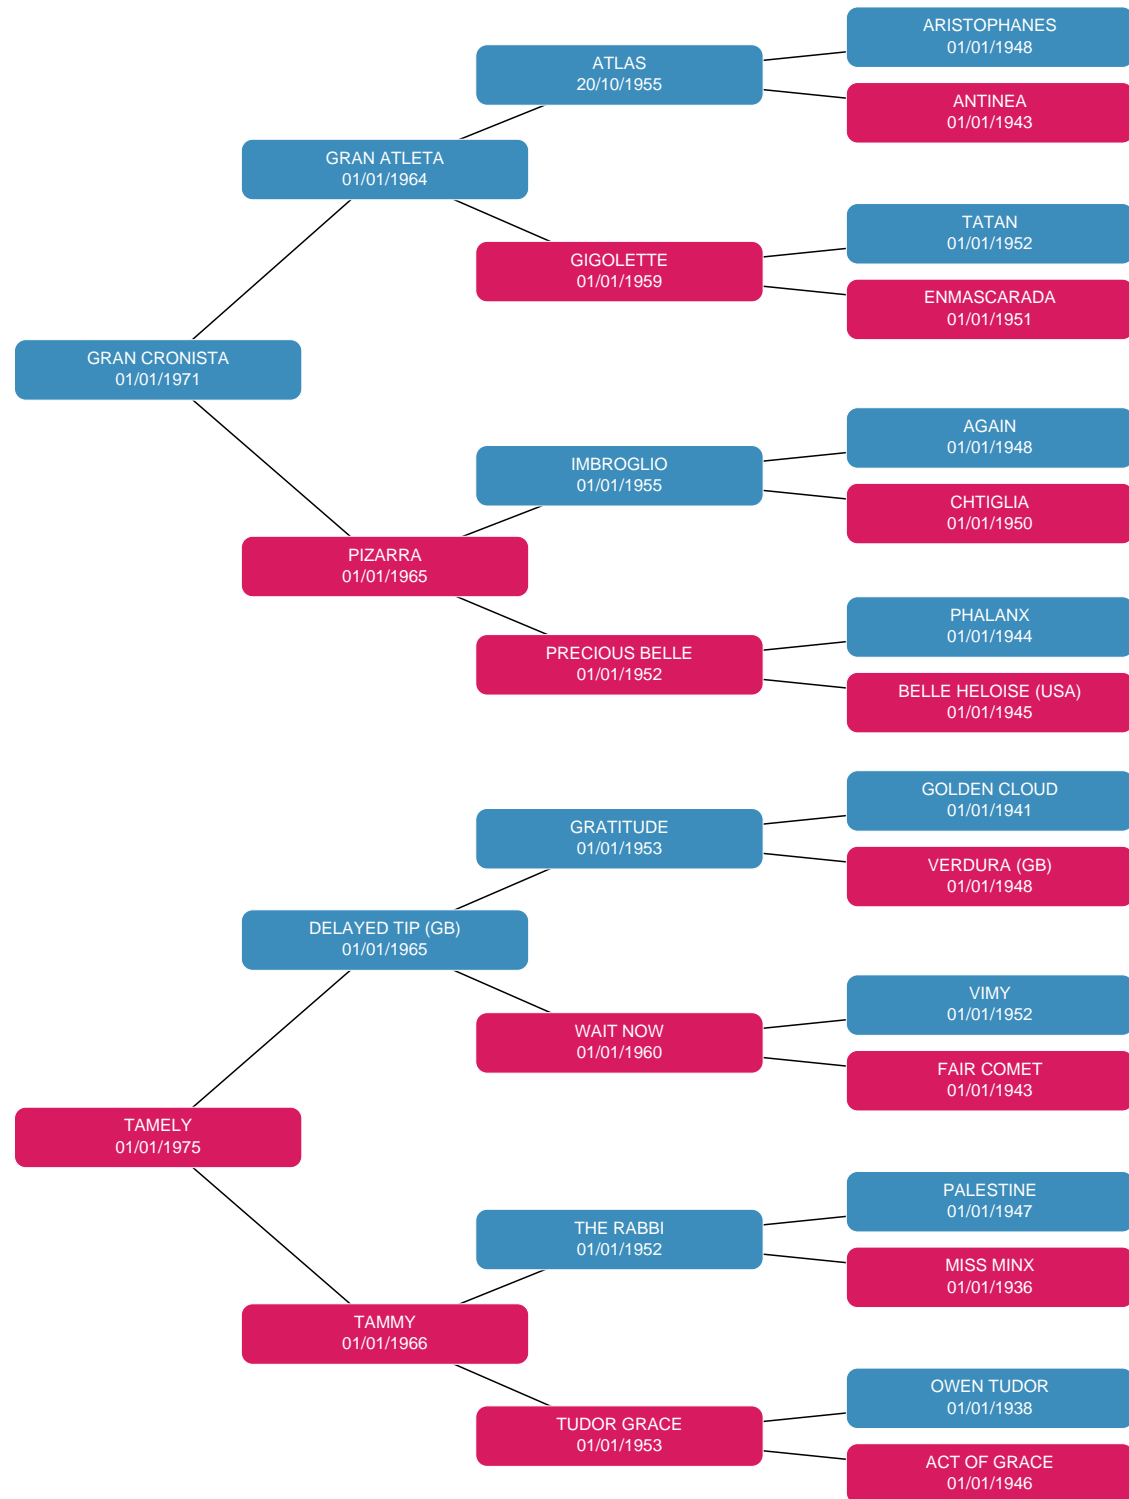 ARISTOPHANES
01/01/1948
ATLAS
20/10/1955
ANTINEA
01/01/1943
GRAN ATLETA
01/01/1964
TATAN
01/01/1952
GIGOLETTE
01/01/1959
ENMASCARADA
01/01/1951
GRAN CRONISTA
01/01/1971
AGAIN
01/01/1948
IMBROGLIO
01/01/1955
CHTIGLIA
01/01/1950
PIZARRA
01/01/1965
PHALANX
01/01/1944
PRECIOUS BELLE
01/01/1952
BELLE HELOISE (USA)
01/01/1945
GOLDEN CLOUD
01/01/1941
GRATITUDE
01/01/1953
VERDURA (GB)
01/01/1948
DELAYED TIP (GB)
01/01/1965
VIMY
01/01/1952
WAIT NOW
01/01/1960
FAIR COMET
01/01/1943
TAMELY
01/01/1975
PALESTINE
01/01/1947
THE RABBI
01/01/1952
MISS MINX
01/01/1936
TAMMY
01/01/1966
OWEN TUDOR
01/01/1938
TUDOR GRACE
01/01/1953
ACT OF GRACE
01/01/1946